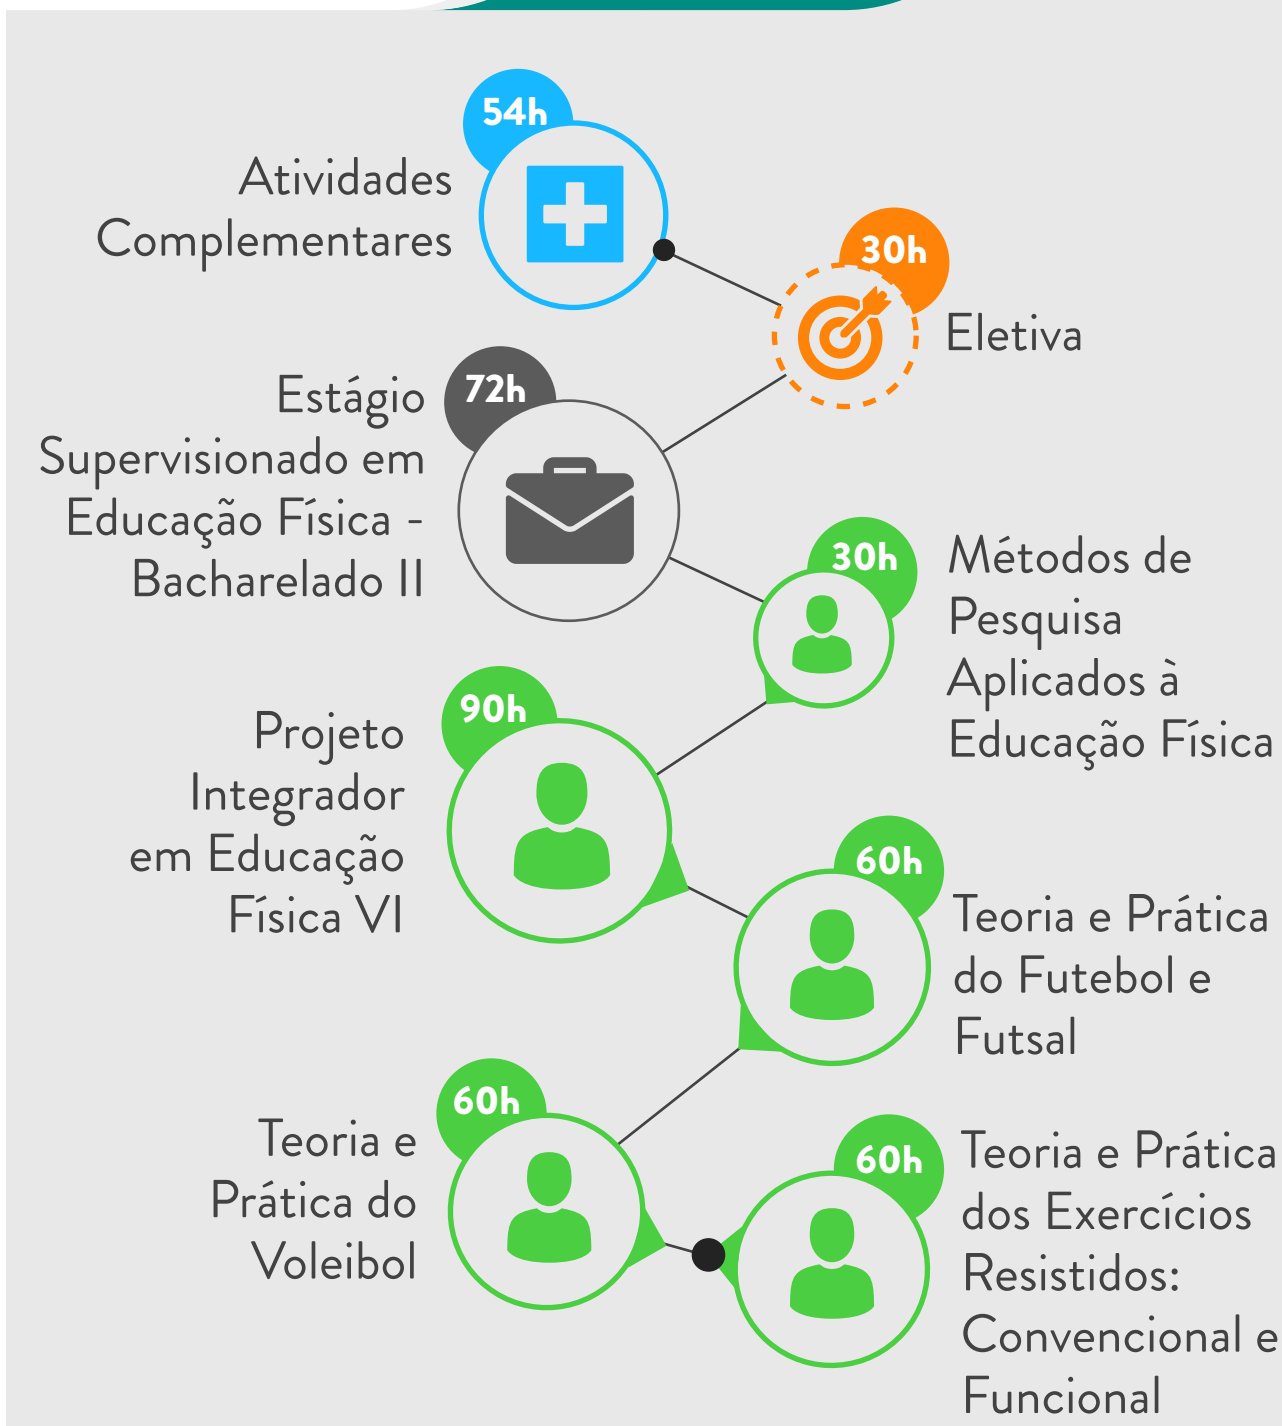 54h
Atividades
Complementares
30h
Eletiva
72h
Estágio
Supervisionado em
Educação Física -
Bacharelado II
30h
Métodos de
Pesquisa
Aplicados à
Educação Física
90h
Projeto
Integrador
em Educação
Física VI
60h
Teoria e Prática
do Futebol e
Futsal
60h
Teoria e
Prática do
Voleibol
60h
Teoria e Prática
dos Exercícios
Resistidos:
Convencional e
Funcional